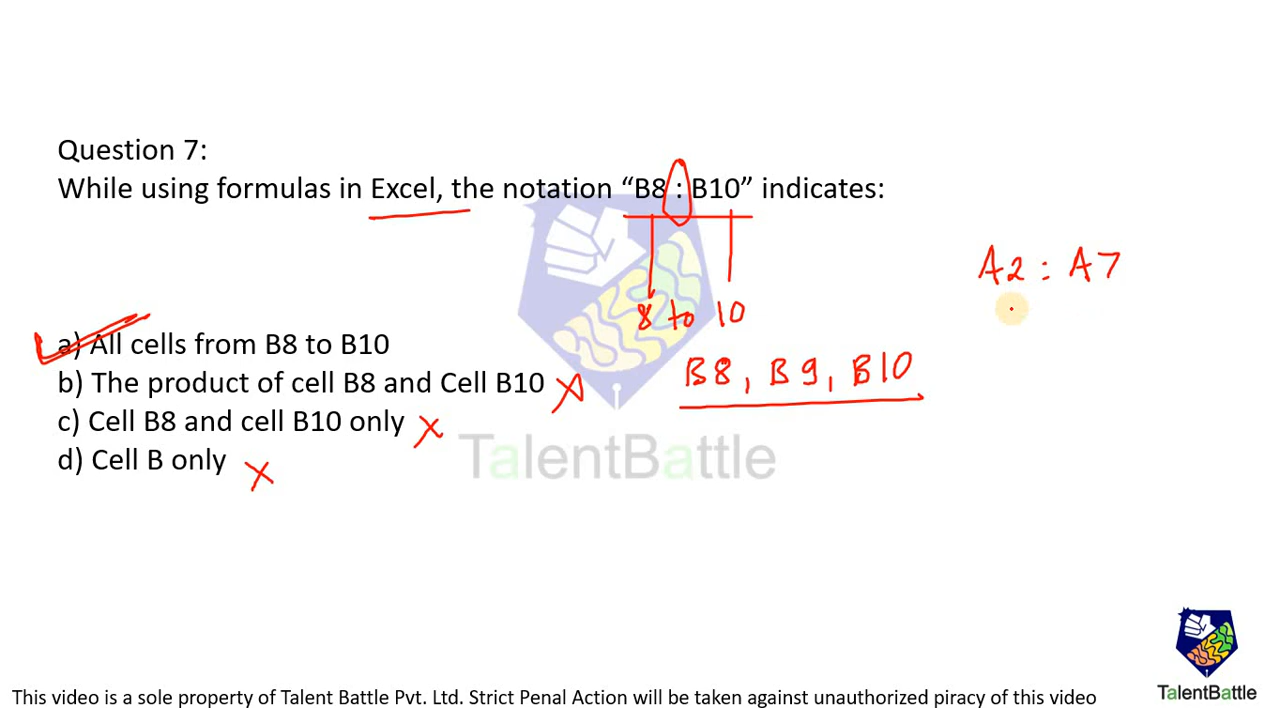 Question 7:
While using formulas in Excel, the notation “B8 : B10” indicates:
A2 : A7
8 to 10
a) All cells from B8 to B10
B8, B9, B10
b) The product of cell B8 and Cell B10
c) Cell B8 and cell B10 only
d) Cell B only
TalentBattle
TalentBattle
This video is a sole property of Talent Battle Pvt. Ltd. Strict Penal Action will be taken against unauthorized piracy of this video